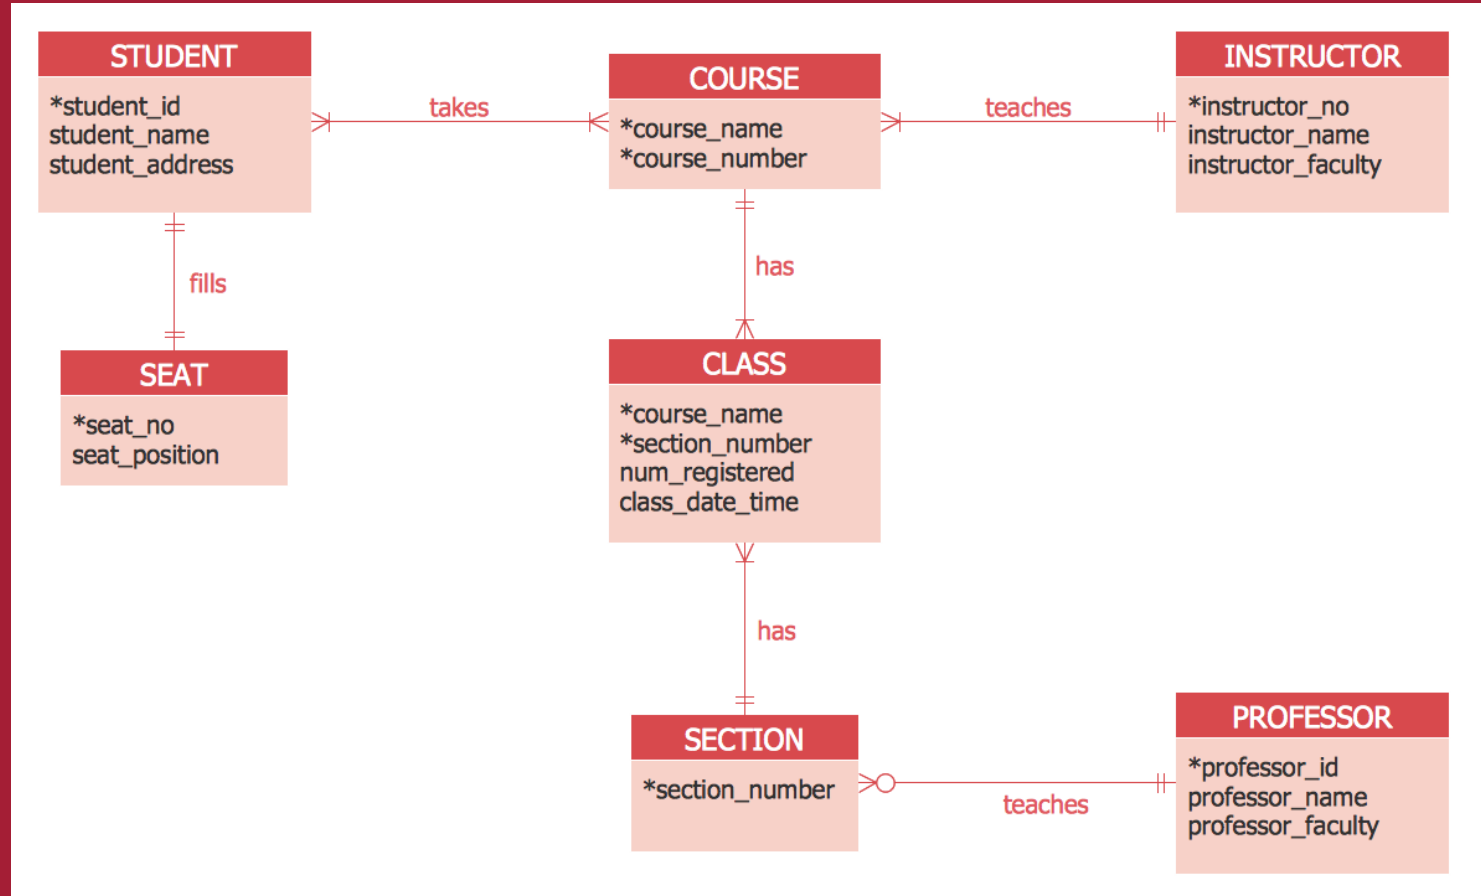 STUDENT
*student_id
student_name
student_address
takes
COURSE
*course_name
*course_number
teaches
INSTRUCTOR
*instructor_no
instructor_name
instructor_faculty
fills
has
SEAT
*seat_no
seat_position
CLASS
*course_name
*section_number
num_registered
class_date_time
has
SECTION
*section_number
teaches
PROFESSOR
*professor_id
professor_name
professor_faculty